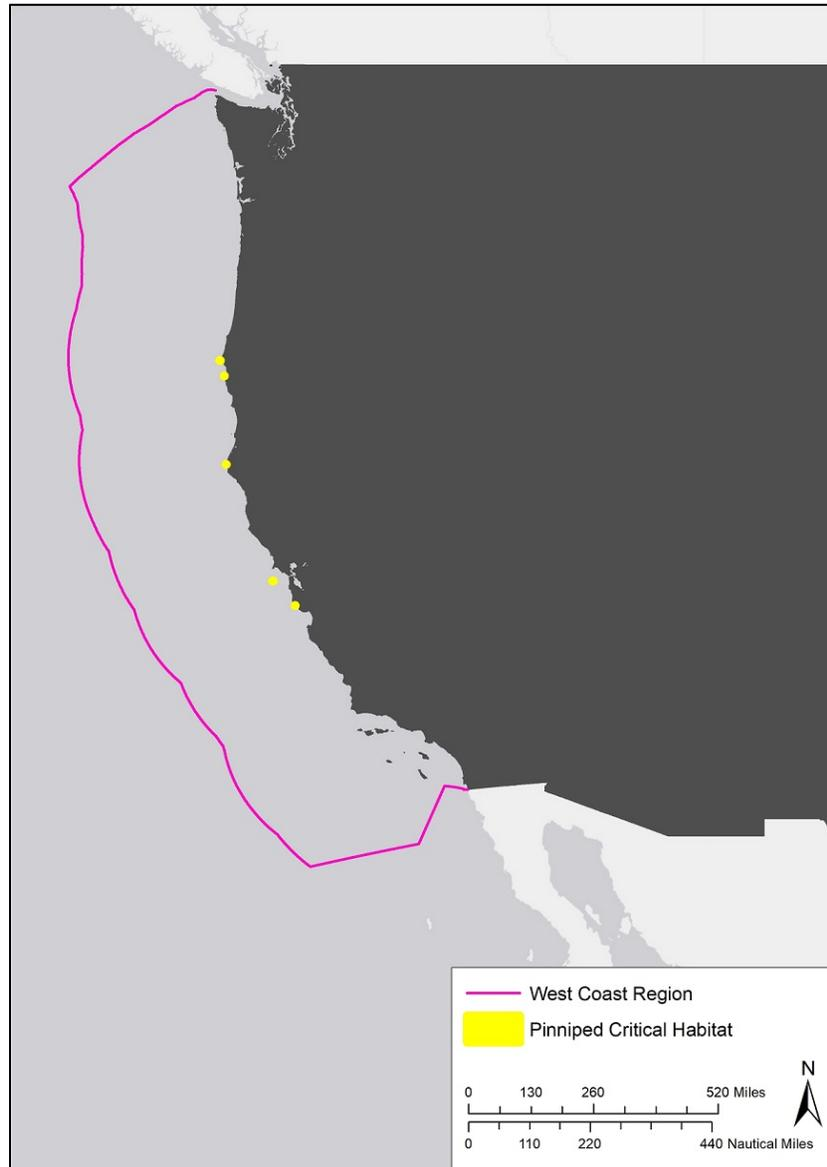 West Coast Region
Pinniped Critical Habitat
N
0 130 260 520 Miles
0 110 220 440 Nautical Miles